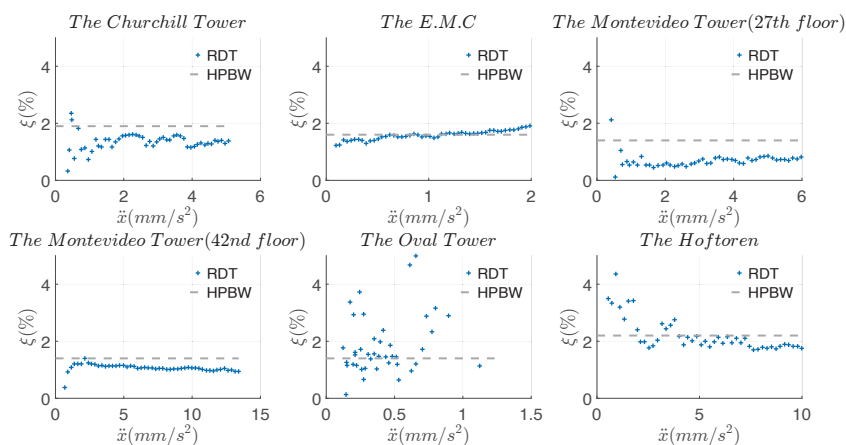 The Churchill Tower
The E.M.C
The Montevideo Tower(27th floor)
ξ(%)
4
2
0
RDT
HPBW
0 2 4 6
ẍ(mm/s²)
ξ(%)
4
2
0
RDT
HPBW
0 1 2
ẍ(mm/s²)
ξ(%)
4
2
0
RDT
HPBW
0 2 4 6
ẍ(mm/s²)
The Montevideo Tower(42nd floor)
The Oval Tower
The Hoftoren
ξ(%)
4
2
0
RDT
HPBW
0 5 10 15
ẍ(mm/s²)
ξ(%)
4
2
0
RDT
HPBW
0 0.5 1 1.5
ẍ(mm/s²)
ξ(%)
4
2
0
RDT
HPBW
0 5 10
ẍ(mm/s²)